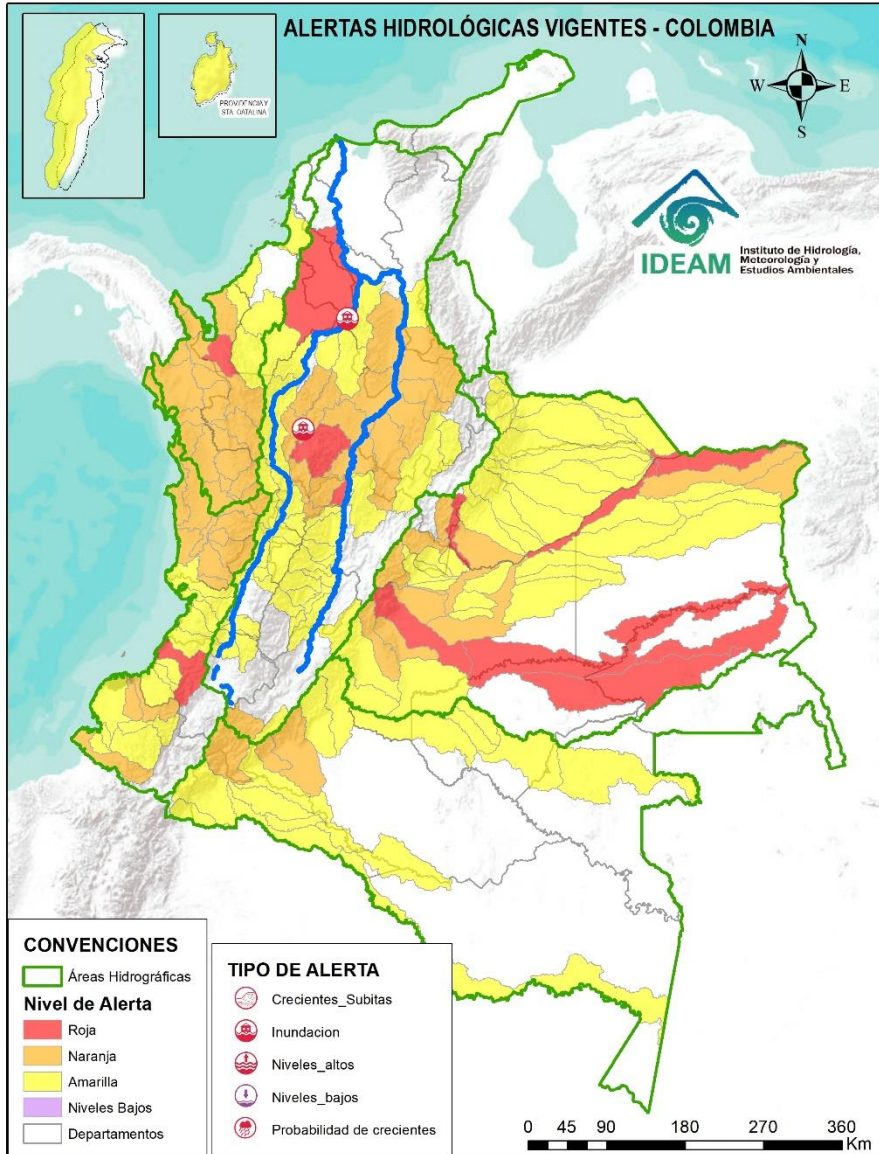 ALERTAS HIDROLÓGICAS VIGENTES - COLOMBIA
PROVIDENCIA Y
STA. CATALINA
N
W
E
S
IDEAM
Instituto de Hidrología,
Meteorología y
Estudios Ambientales
CONVENCIONES
Áreas Hidrográficas
Nivel de Alerta
Roja
Naranja
Amarilla
Niveles Bajos
Departamentos
TIPO DE ALERTA
Crecientes_Subitas
Inundacion
Niveles_altos
Niveles_bajos
Probabilidad de crecientes
0 45 90 180 270 360
Km